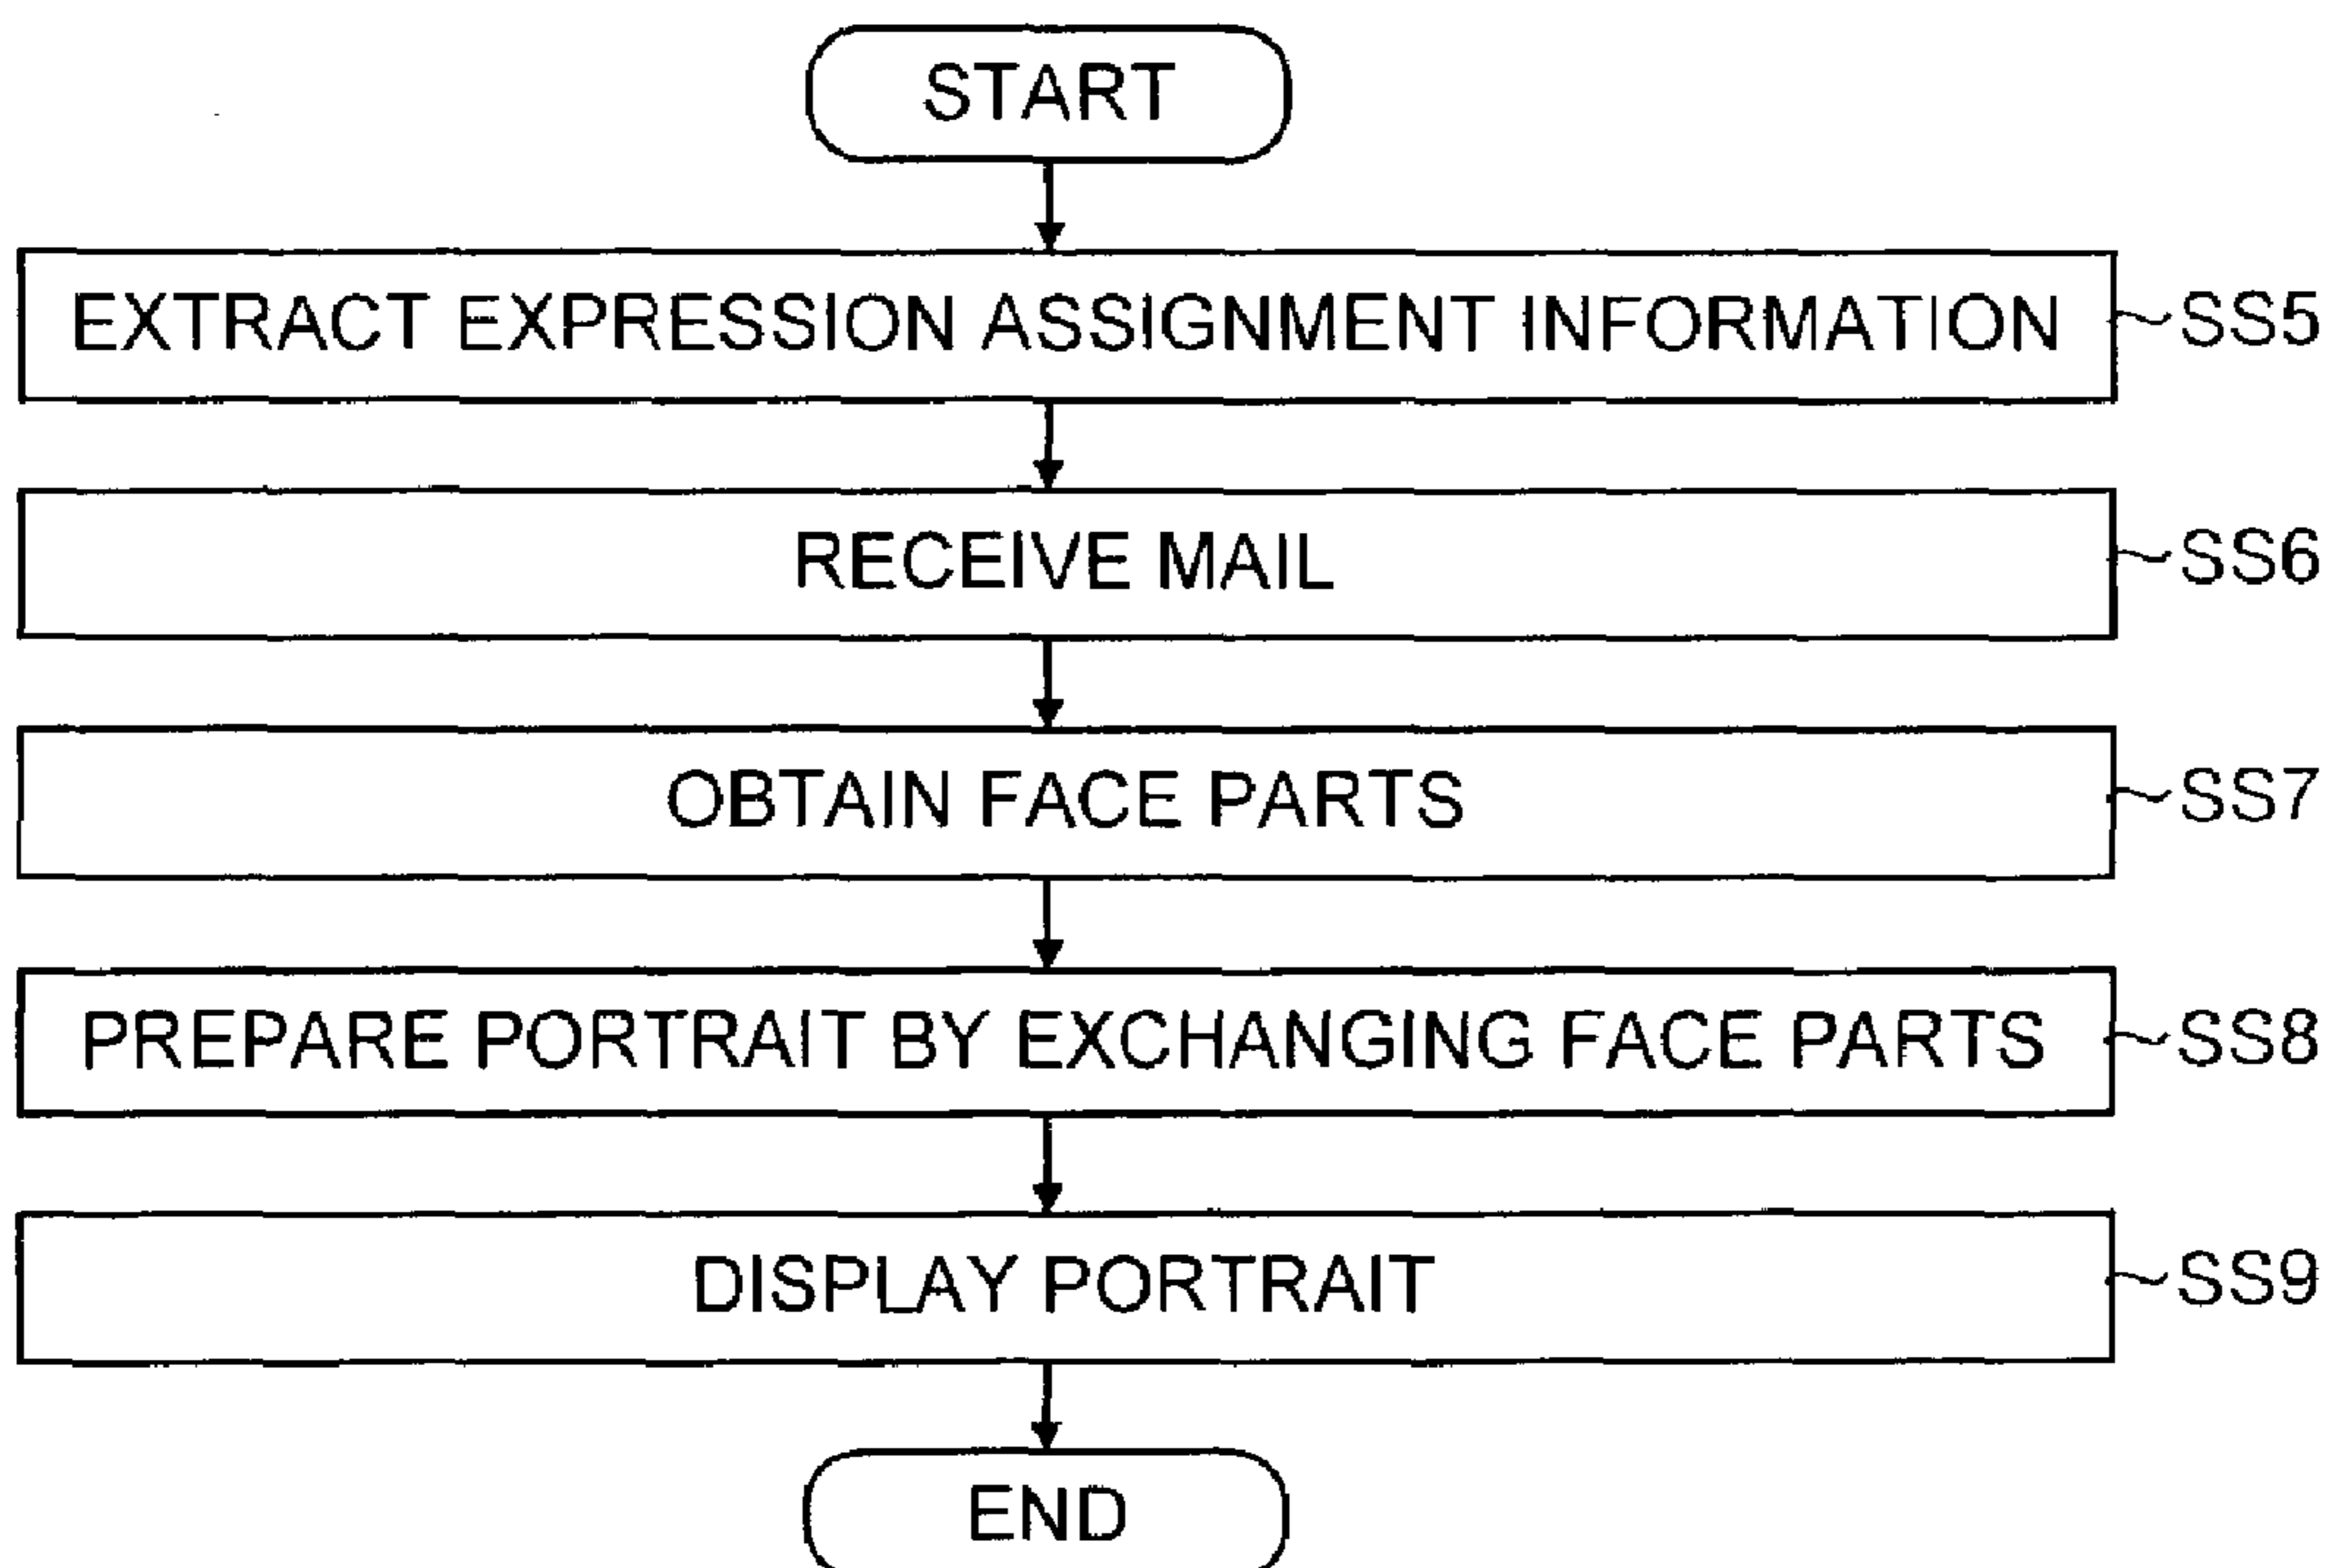 START
EXTRACT EXPRESSION ASSIGNMENT INFORMATION SS5
RECEIVE MAIL SS6
OBTAIN FACE PARTS SS7
PREPARE PORTRAIT BY EXCHANGING FACE PARTS SS8
DISPLAY PORTRAIT SS9
END